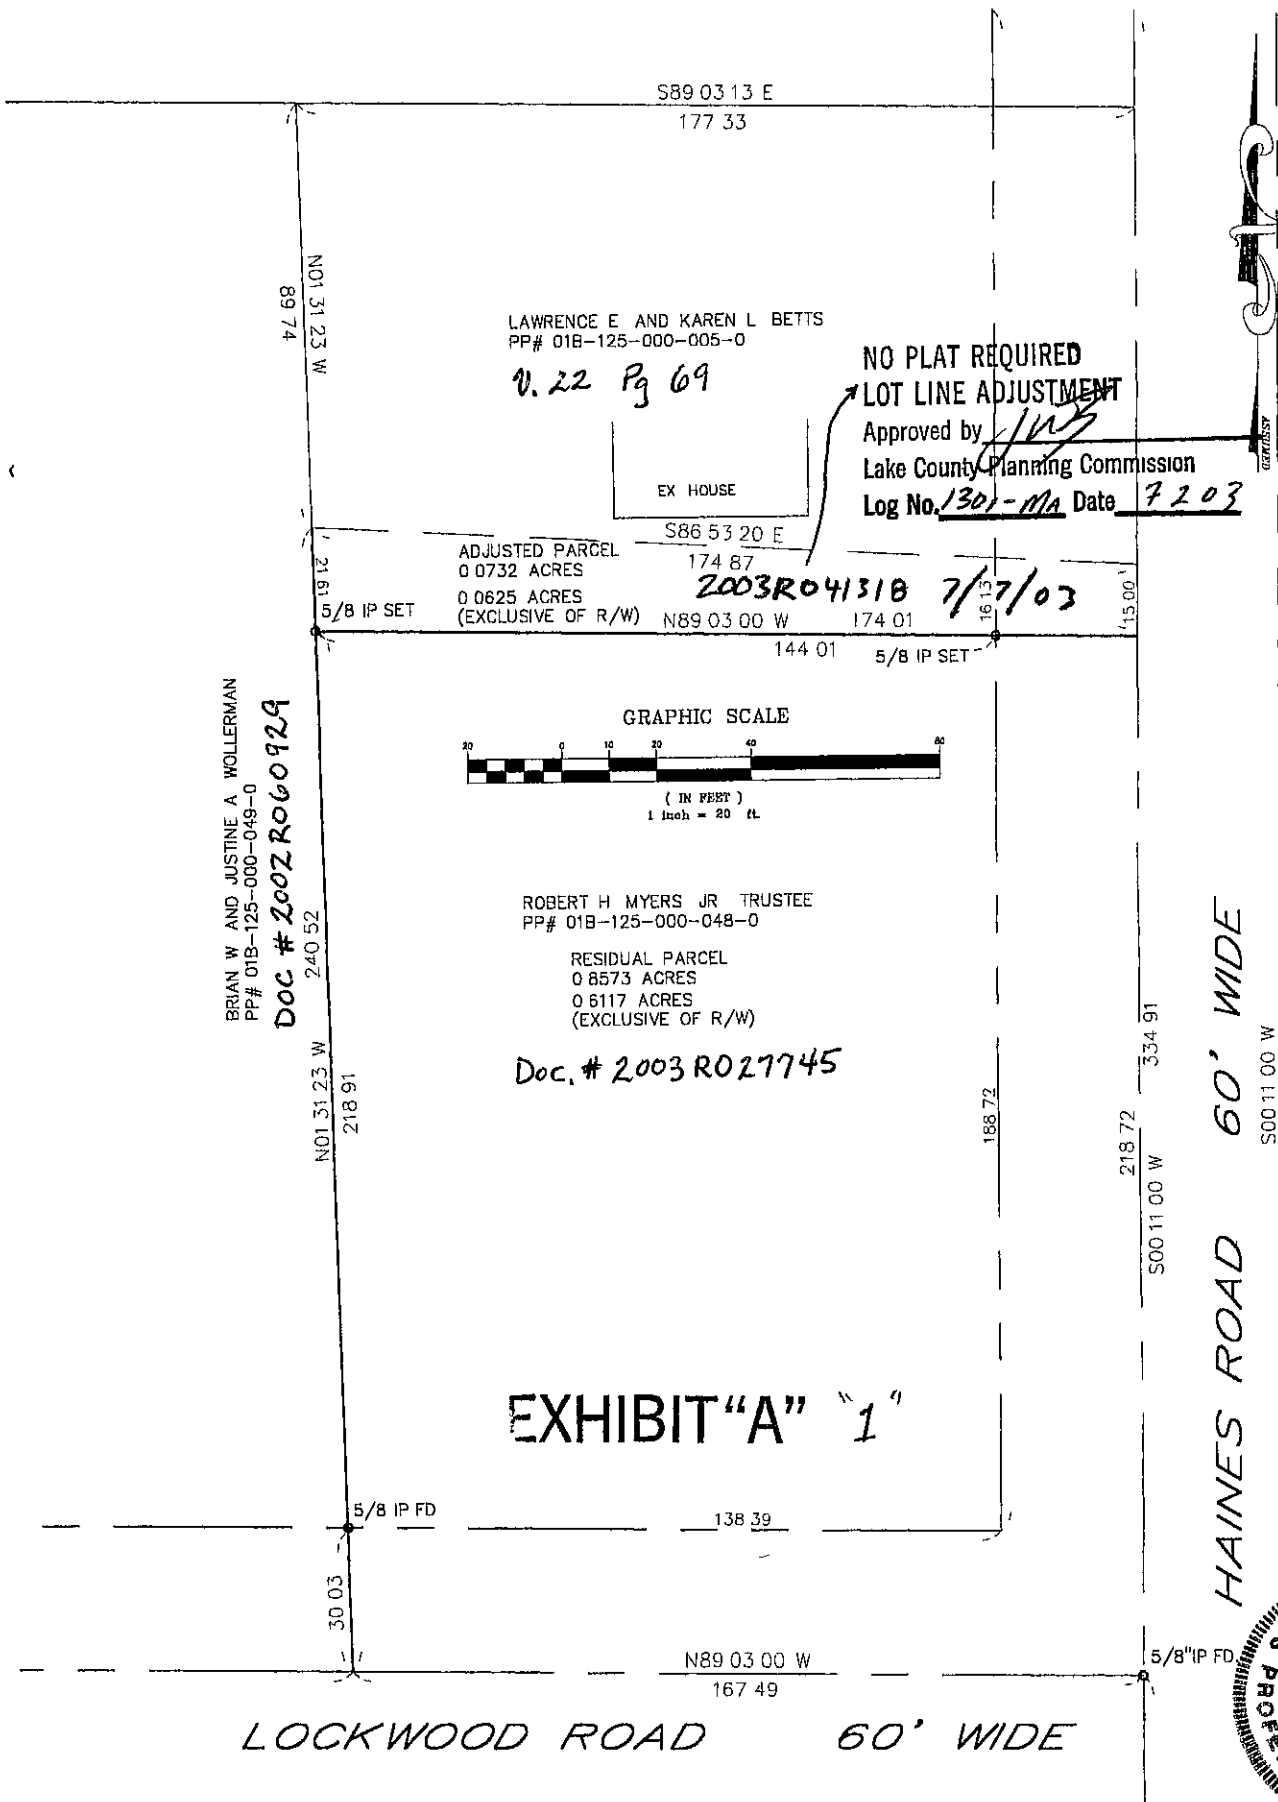 S89 03 13 E
177 33
N01 31 23 W
89 74
LAWRENCE E AND KAREN L BETTS
PP# 01B-125-000-005-0
V. 22 Pg 69
NO PLAT REQUIRED
LOT LINE ADJUSTMENT
Approved by
Lake County Planning Commission
Log No. 1301-MA Date 7 2 03
ASSUMED
EX HOUSE
S86 53 20 E
174 87
ADJUSTED PARCEL
0 0732 ACRES
0 0625 ACRES
(EXCLUSIVE OF R/W)
21 61
5/8 IP SET
2003R041318 7/7/03
N89 03 00 W 174 01
16 13
15 00
144 01
5/8 IP SET
GRAPHIC SCALE
20 0 10 20 40 80
( IN FEET )
1 inch = 20 ft.
BRIAN W AND JUSTINE A WOLLERMAN
PP# 01B-125-000-049-0
DOC # 2002R060929
240 52
N01 31 23 W
218 91
ROBERT H MYERS JR TRUSTEE
PP# 01B-125-000-048-0
RESIDUAL PARCEL
0 8573 ACRES
0 6117 ACRES
(EXCLUSIVE OF R/W)
Doc. # 2003R027745
188 72
334 91
218 72
S00 11 00 W
HAINES ROAD 60' WIDE
S00 11 00 W
EXHIBIT "A" "1"
5/8 IP FD
138 39
30 03
N89 03 00 W
167 49
5/8"IP FD
LOCKWOOD ROAD 60' WIDE